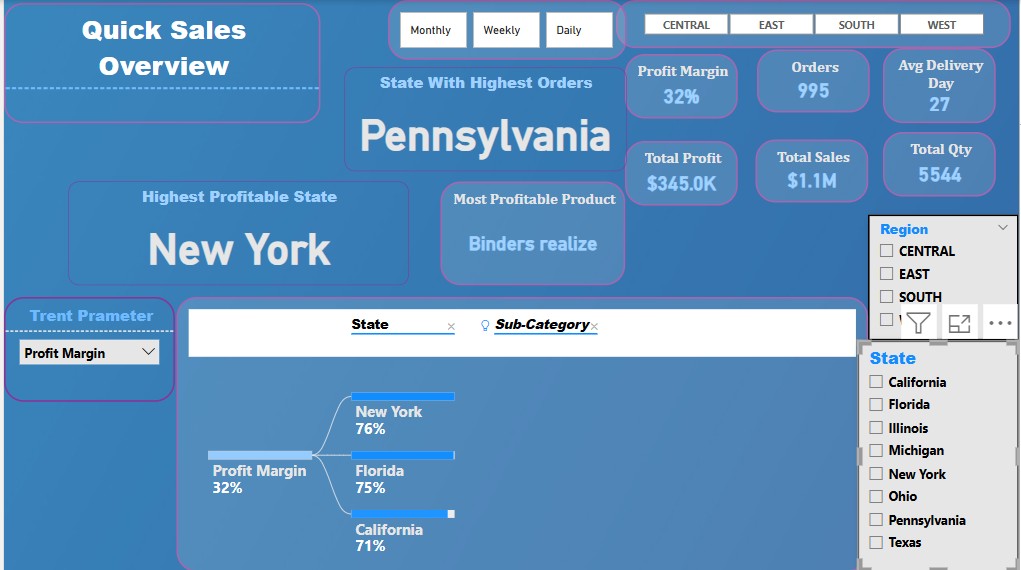 Quick Sales
Overview
Monthly
Weekly
Daily
CENTRAL
EAST
SOUTH
WEST
State With Highest Orders
Pennsylvania
Profit Margin
32%
Orders
995
Avg Delivery
Day
27
Total Profit
$345.0K
Total Sales
$1.1M
Total Qty
5544
Highest Profitable State
New York
Most Profitable Product
Binders realize
Region
CENTRAL
EAST
SOUTH
Trent Prameter
Profit Margin
State
Sub-Category
Profit Margin
32%
New York
76%
Florida
75%
California
71%
State
California
Florida
Illinois
Michigan
New York
Ohio
Pennsylvania
Texas